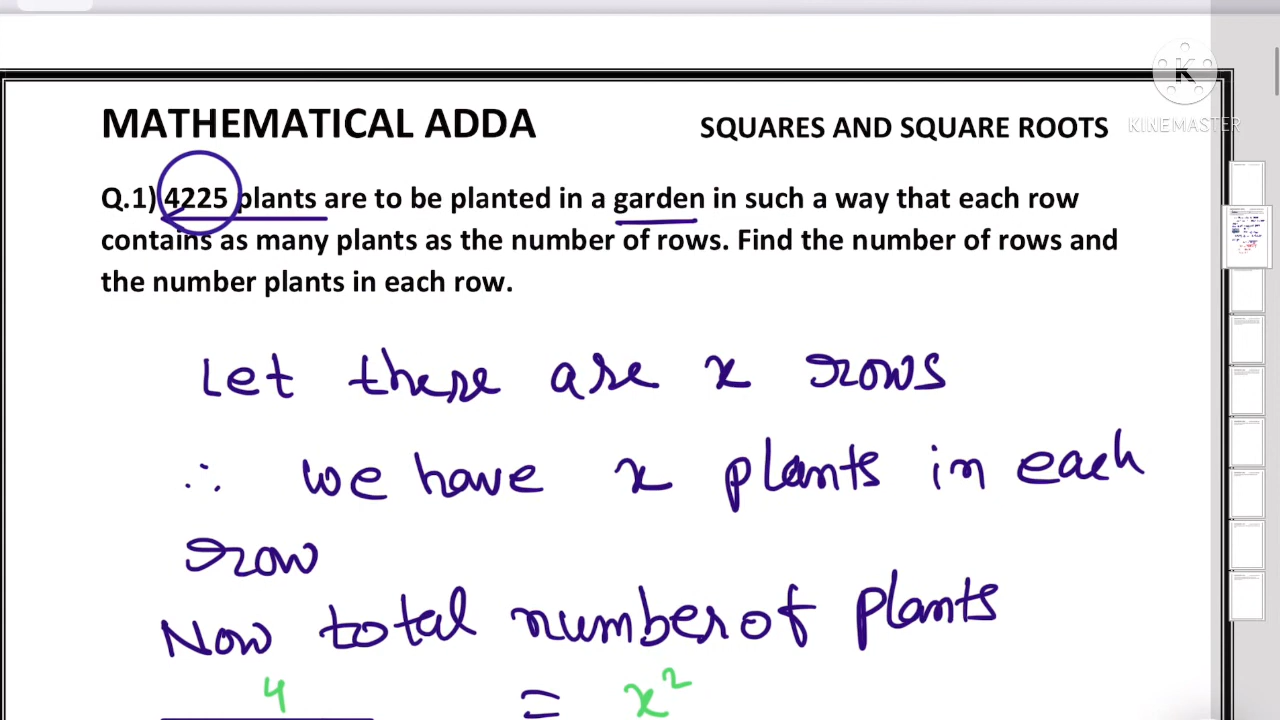 MATHEMATICAL ADDA
SQUARES AND SQUARE ROOTS
KINEMASTER
Q.1) 4225 plants are to be planted in a garden in such a way that each row
contains as many plants as the number of rows. Find the number of rows and
the number plants in each row.
Let there are x rows
∴ we have x plants in each
row
Now total number of plants
4 = x²